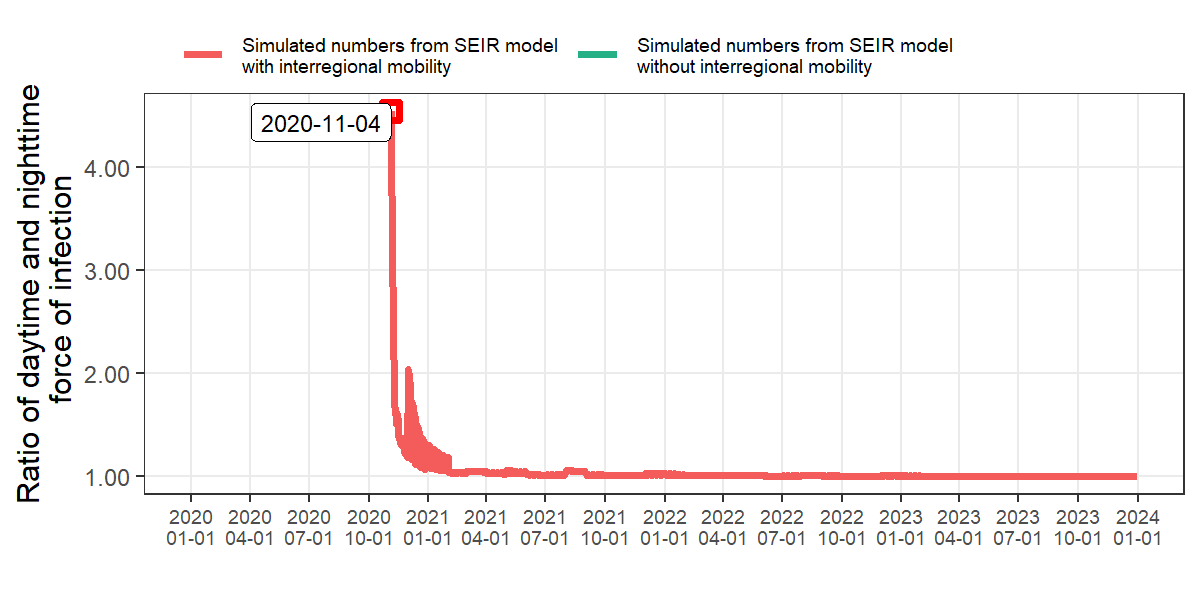 Simulated numbers from SEIR model
with interregional mobility
Simulated numbers from SEIR model
without interregional mobility
Ratio of daytime and nighttime
force of infection
2020-11-04
4.00
3.00
2.00
1.00
2020 2020 2020 2020 2021 2021 2021 2021 2022 2022 2022 2022 2023 2023 2023 2023 2024
01-01 04-01 07-01 10-01 01-01 04-01 07-01 10-01 01-01 04-01 07-01 10-01 01-01 04-01 07-01 10-01 01-01